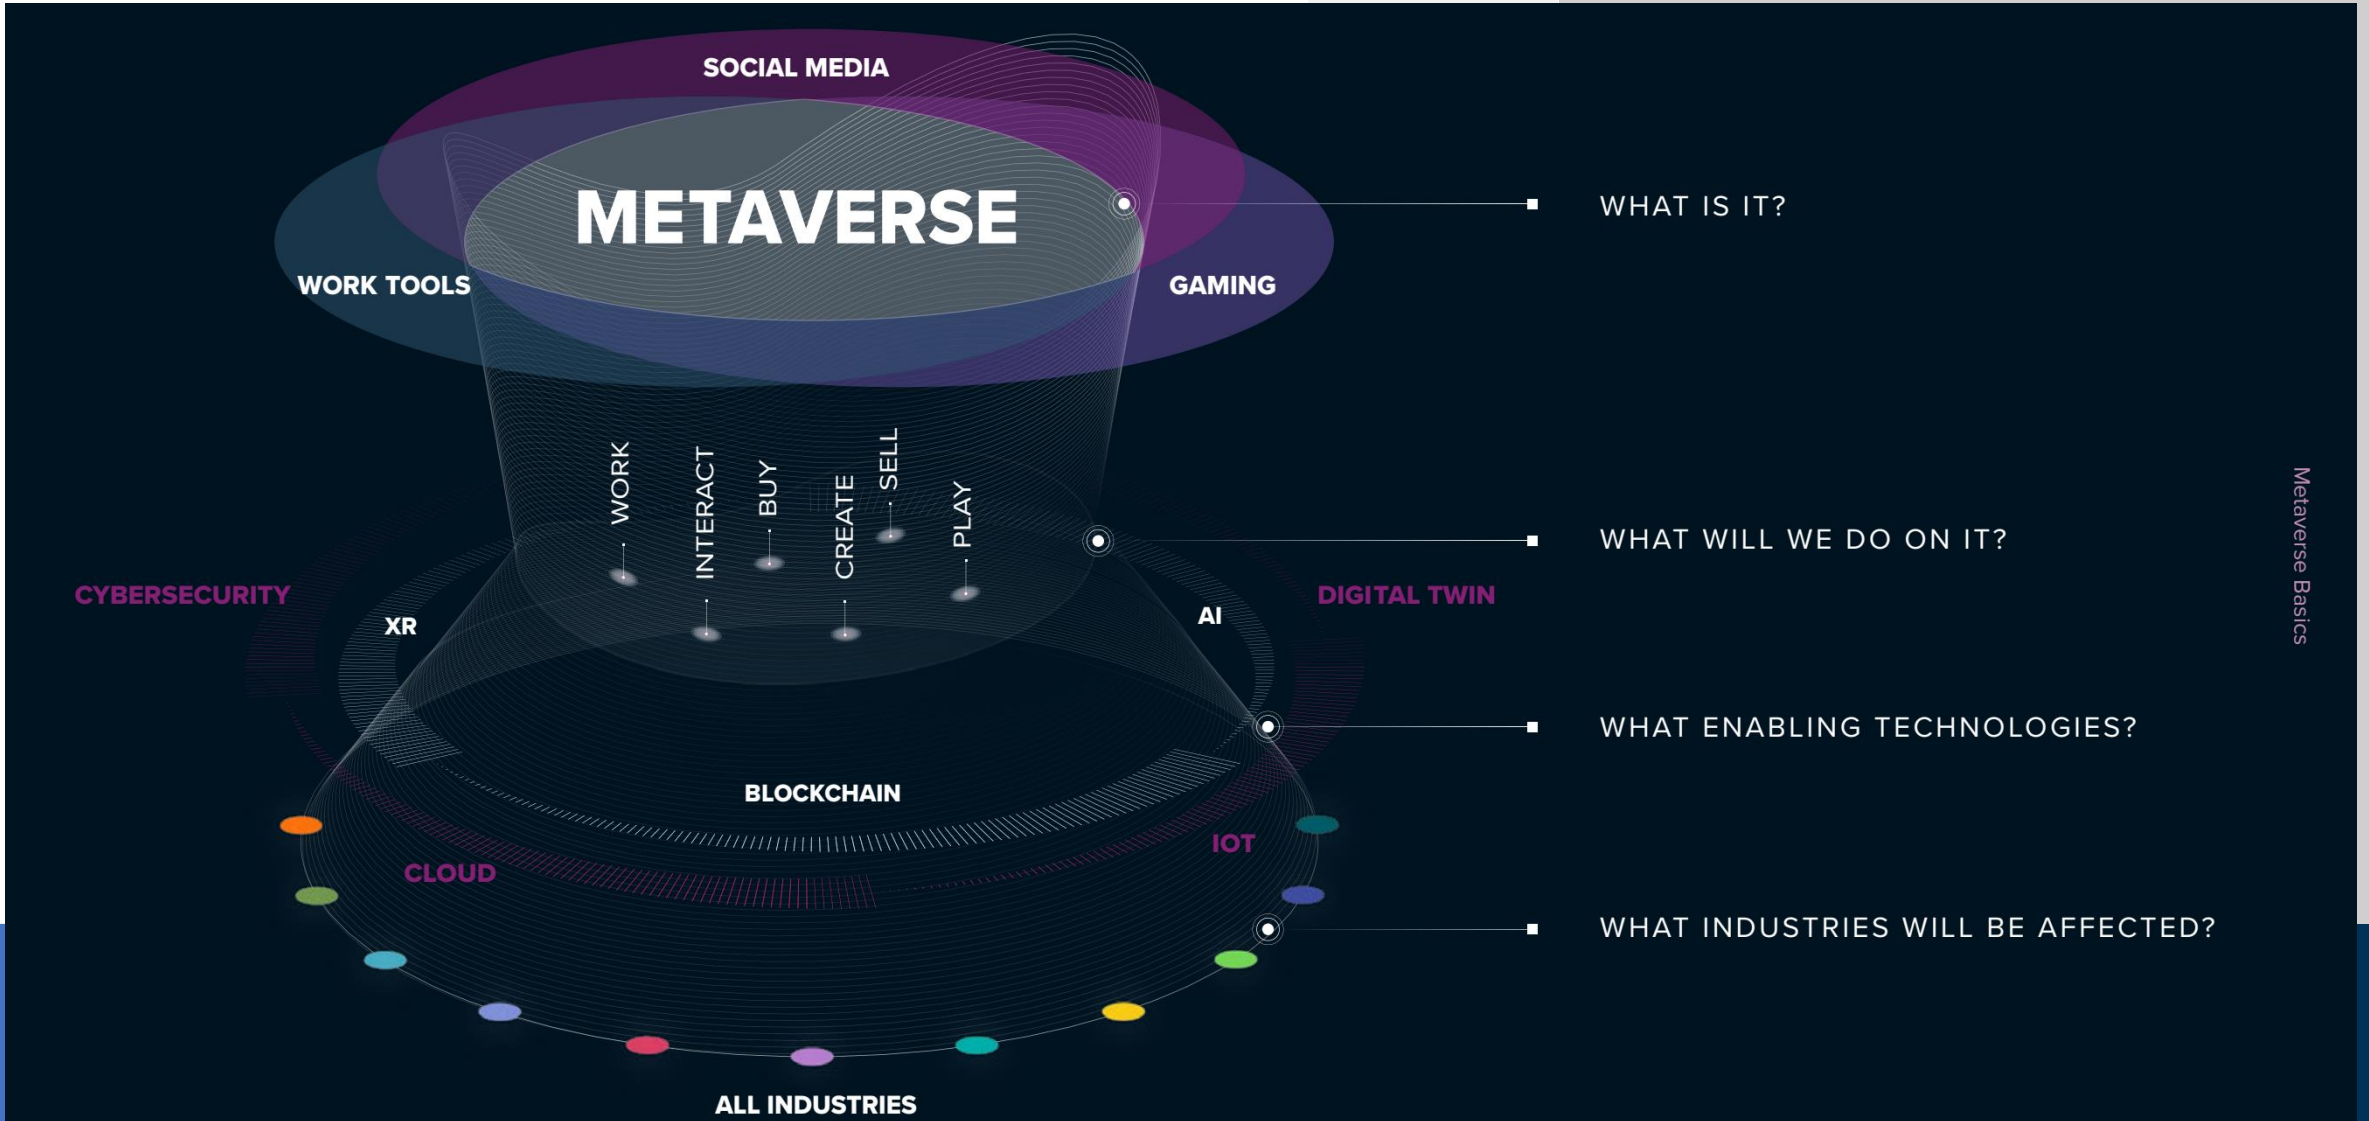 SOCIAL MEDIA
METAVERSE
WHAT IS IT?
WORK TOOLS
GAMING
WORK
INTERACT
BUY
CREATE
SELL
PLAY
WHAT WILL WE DO ON IT?
Metaverse Basics
CYBERSECURITY
XR
AI
DIGITAL TWIN
WHAT ENABLING TECHNOLOGIES?
BLOCKCHAIN
CLOUD
IOT
WHAT INDUSTRIES WILL BE AFFECTED?
ALL INDUSTRIES